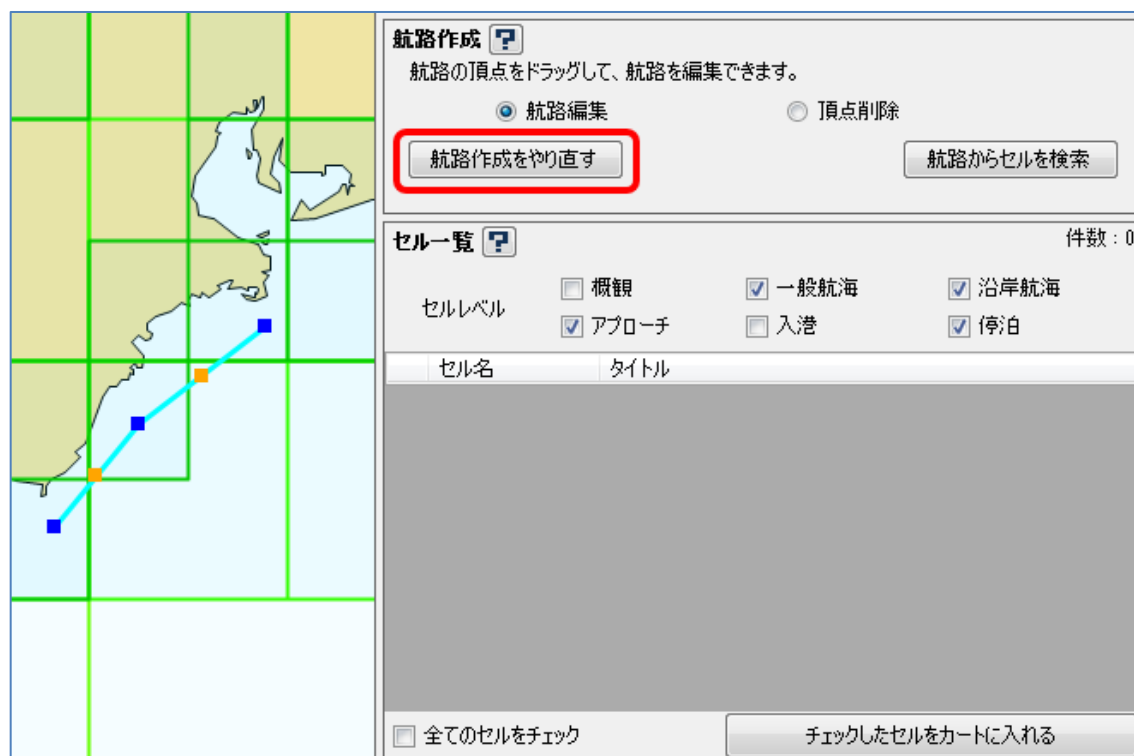 航路作成 ?
航路の頂点をドラッグして、航路を編集できます。
航路編集 頂点削除
航路作成をやり直す 航路からセルを検索
セル一覧 ? 件数:0
セルレベル
概観 一般航海 沿岸航海
アプローチ 入港 停泊
セル名 タイトル
全てのセルをチェック チェックしたセルをカートに入れる